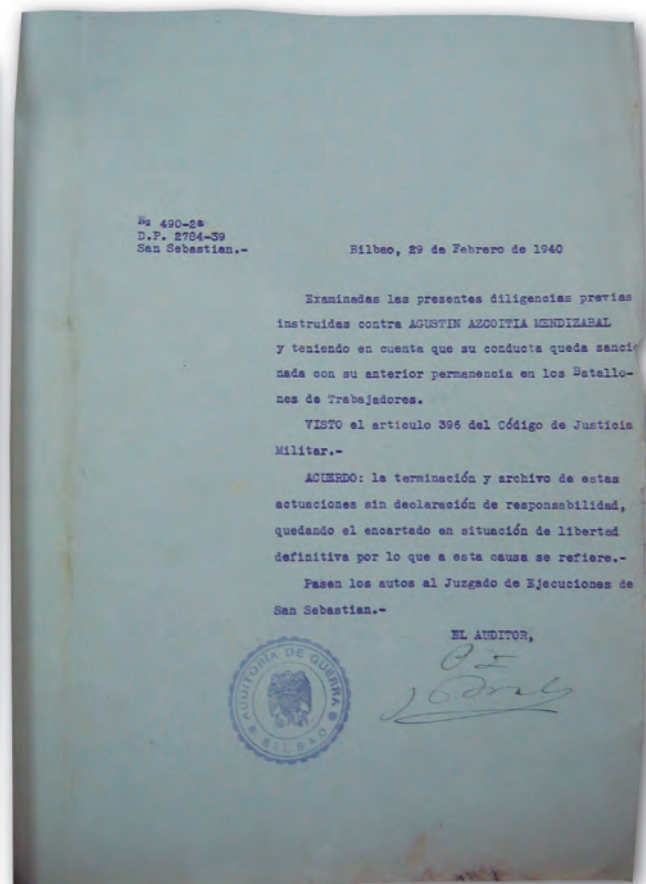 No 490-2a
D.P. 2784-39
San Sebastian.-
Bilbao, 29 de Febrero de 1940
Examinadas las presentes diligencias previas
instruidas contra AGUSTIN AZCOITIA MENDIZABAL
y teniendo en cuenta que su conducta queda sancio
nada con su anterior permanencia en los Batallo-
nes de Trabajadores.
VISTO el articulo 396 del Código de Justicia
Militar.-
ACUERDO: la terminación y archivo de estas
actuaciones sin declaración de responsabilidad,
quedando el encartado en situación de libertad
definitiva por lo que a esta causa se refiere.-
Pasen los autos al Juzgado de Ejecuciones de
San Sebastian.-
EL AUDITOR,
AUDITORIA DE GUERRA
BILBAO